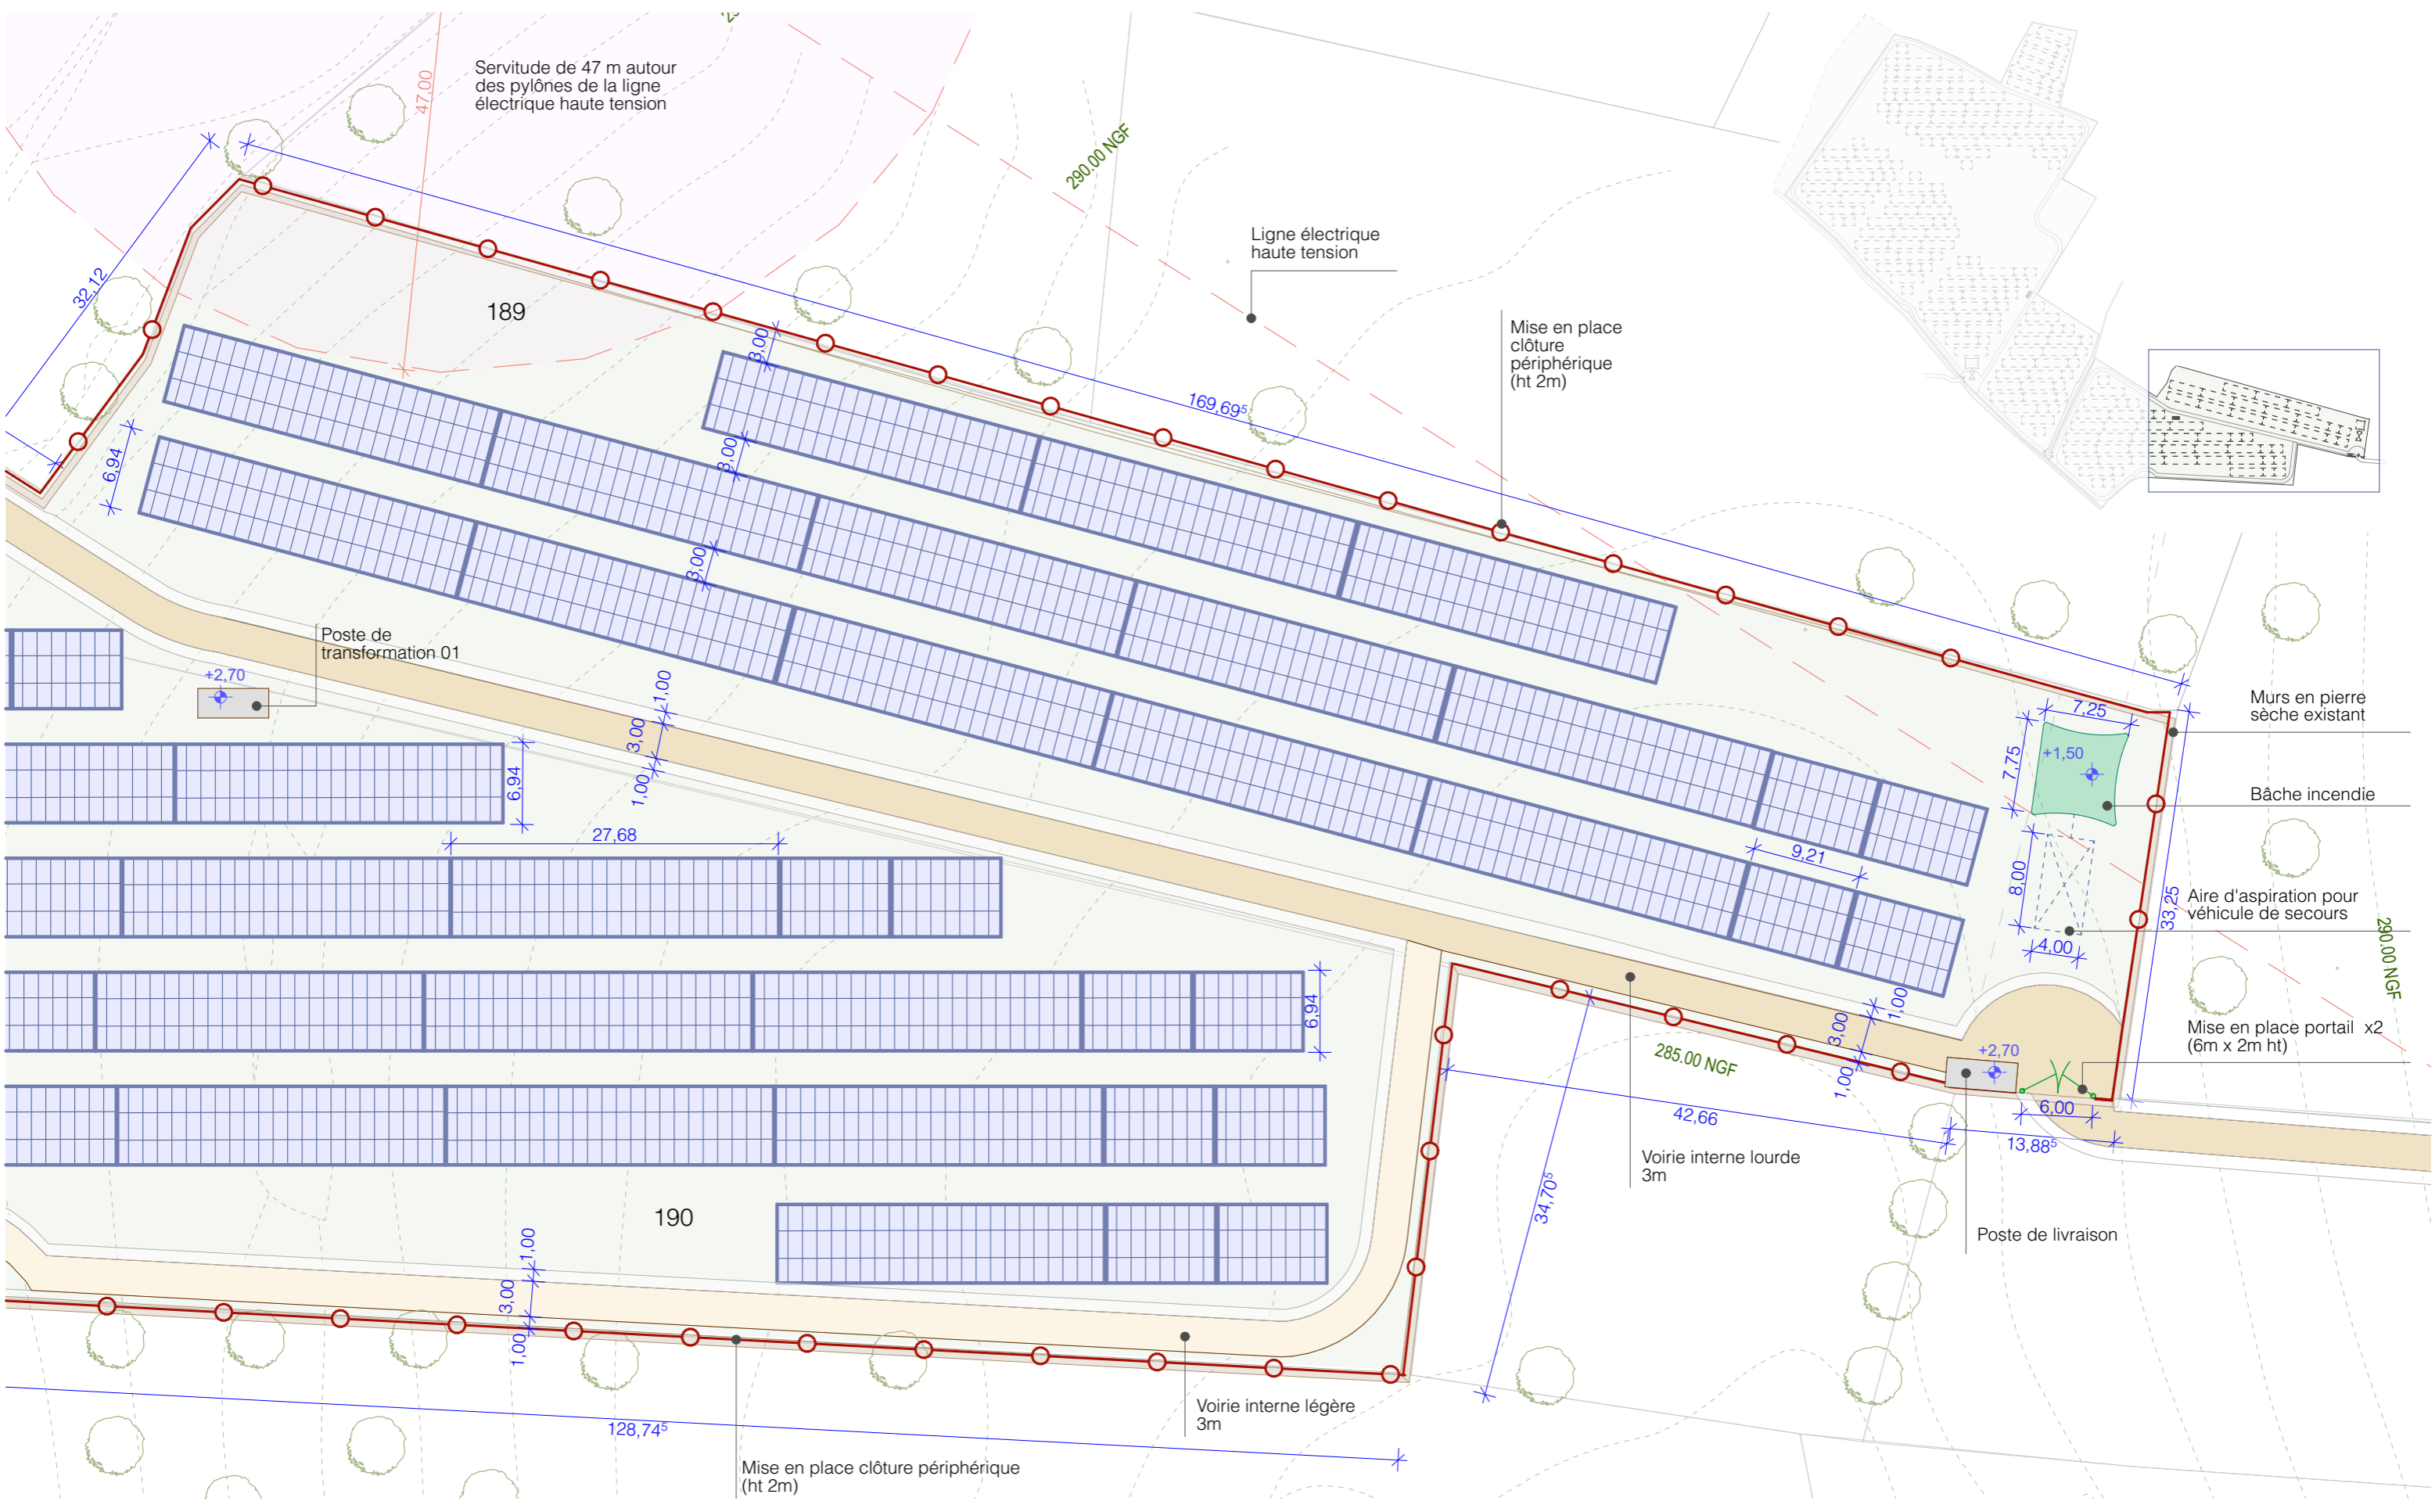 Servitude de 47 m autour
des pylônes de la ligne
électrique haute tension
47,00
290.00 NGF
Ligne électrique
haute tension
Mise en place
clôture
périphérique
(ht 2m)
32,12
189
3,00
169,69⁵
6,94
3,00
3,00
Poste de
transformation 01
+2,70
1,00
3,00
1,00
6,94
27,68
9,21
7,25
7,75
+1,50
8,00
4,00
33,25
Murs en pierre
sèche existant
Bâche incendie
Aire d'aspiration pour
véhicule de secours
290.00 NGF
Mise en place portail x2
(6m x 2m ht)
6,94
1,00
3,00
1,00
285.00 NGF
+2,70
6,00
13,88⁵
42,66
34,70⁵
Voirie interne lourde
3m
Poste de livraison
190
1,00
3,00
1,00
128,74⁵
Voirie interne légère
3m
Mise en place clôture périphérique
(ht 2m)